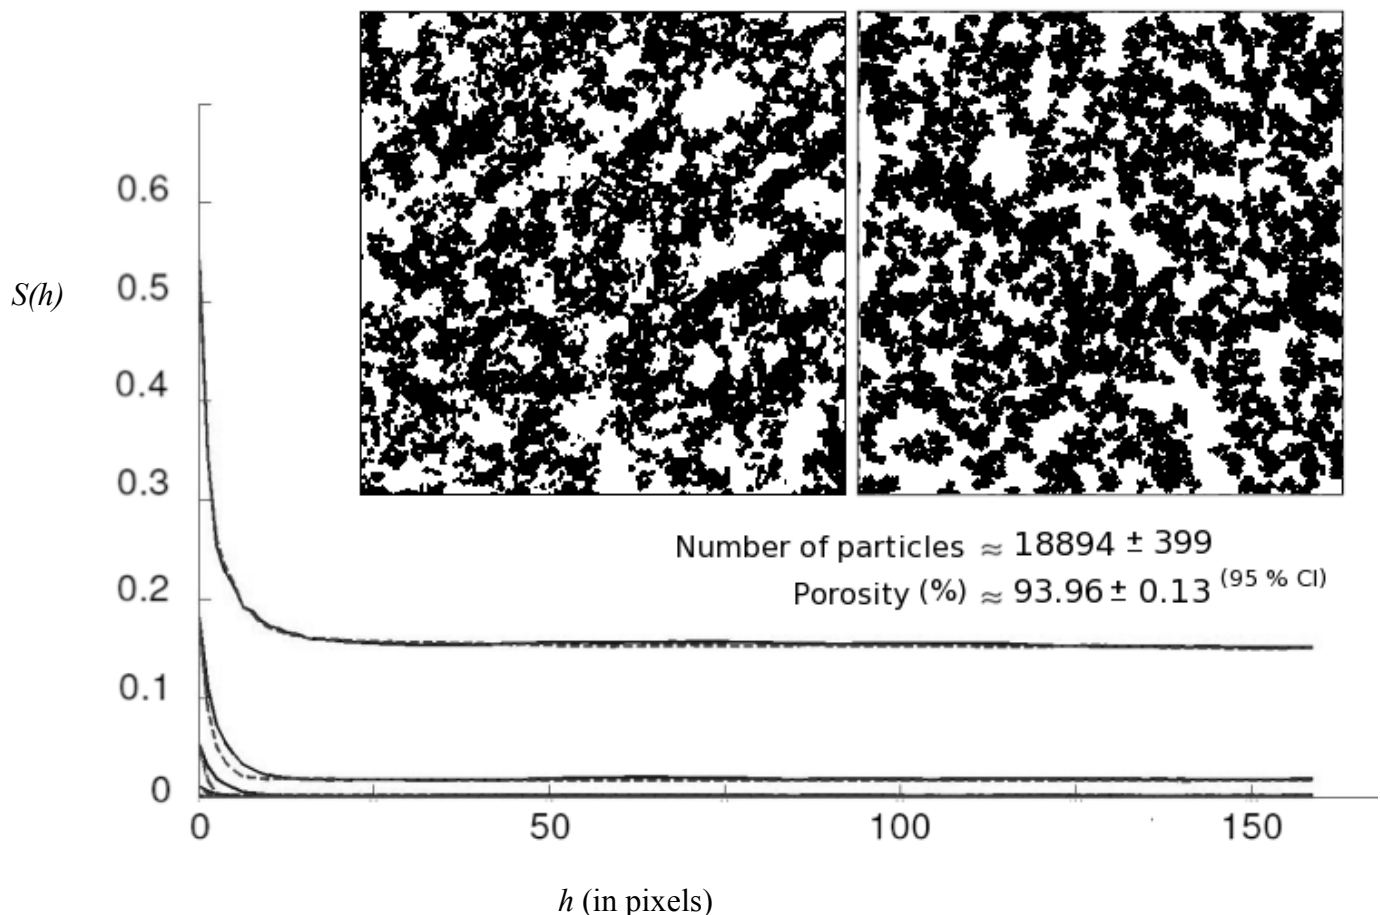 0.6
S(h)
0.5
0.4
0.3
Number of particles ≈ 18894 ± 399
Porosity (%) ≈ 93.96 ± 0.13 (95 % CI)
0.2
0.1
0
0 50 100 150
h (in pixels)